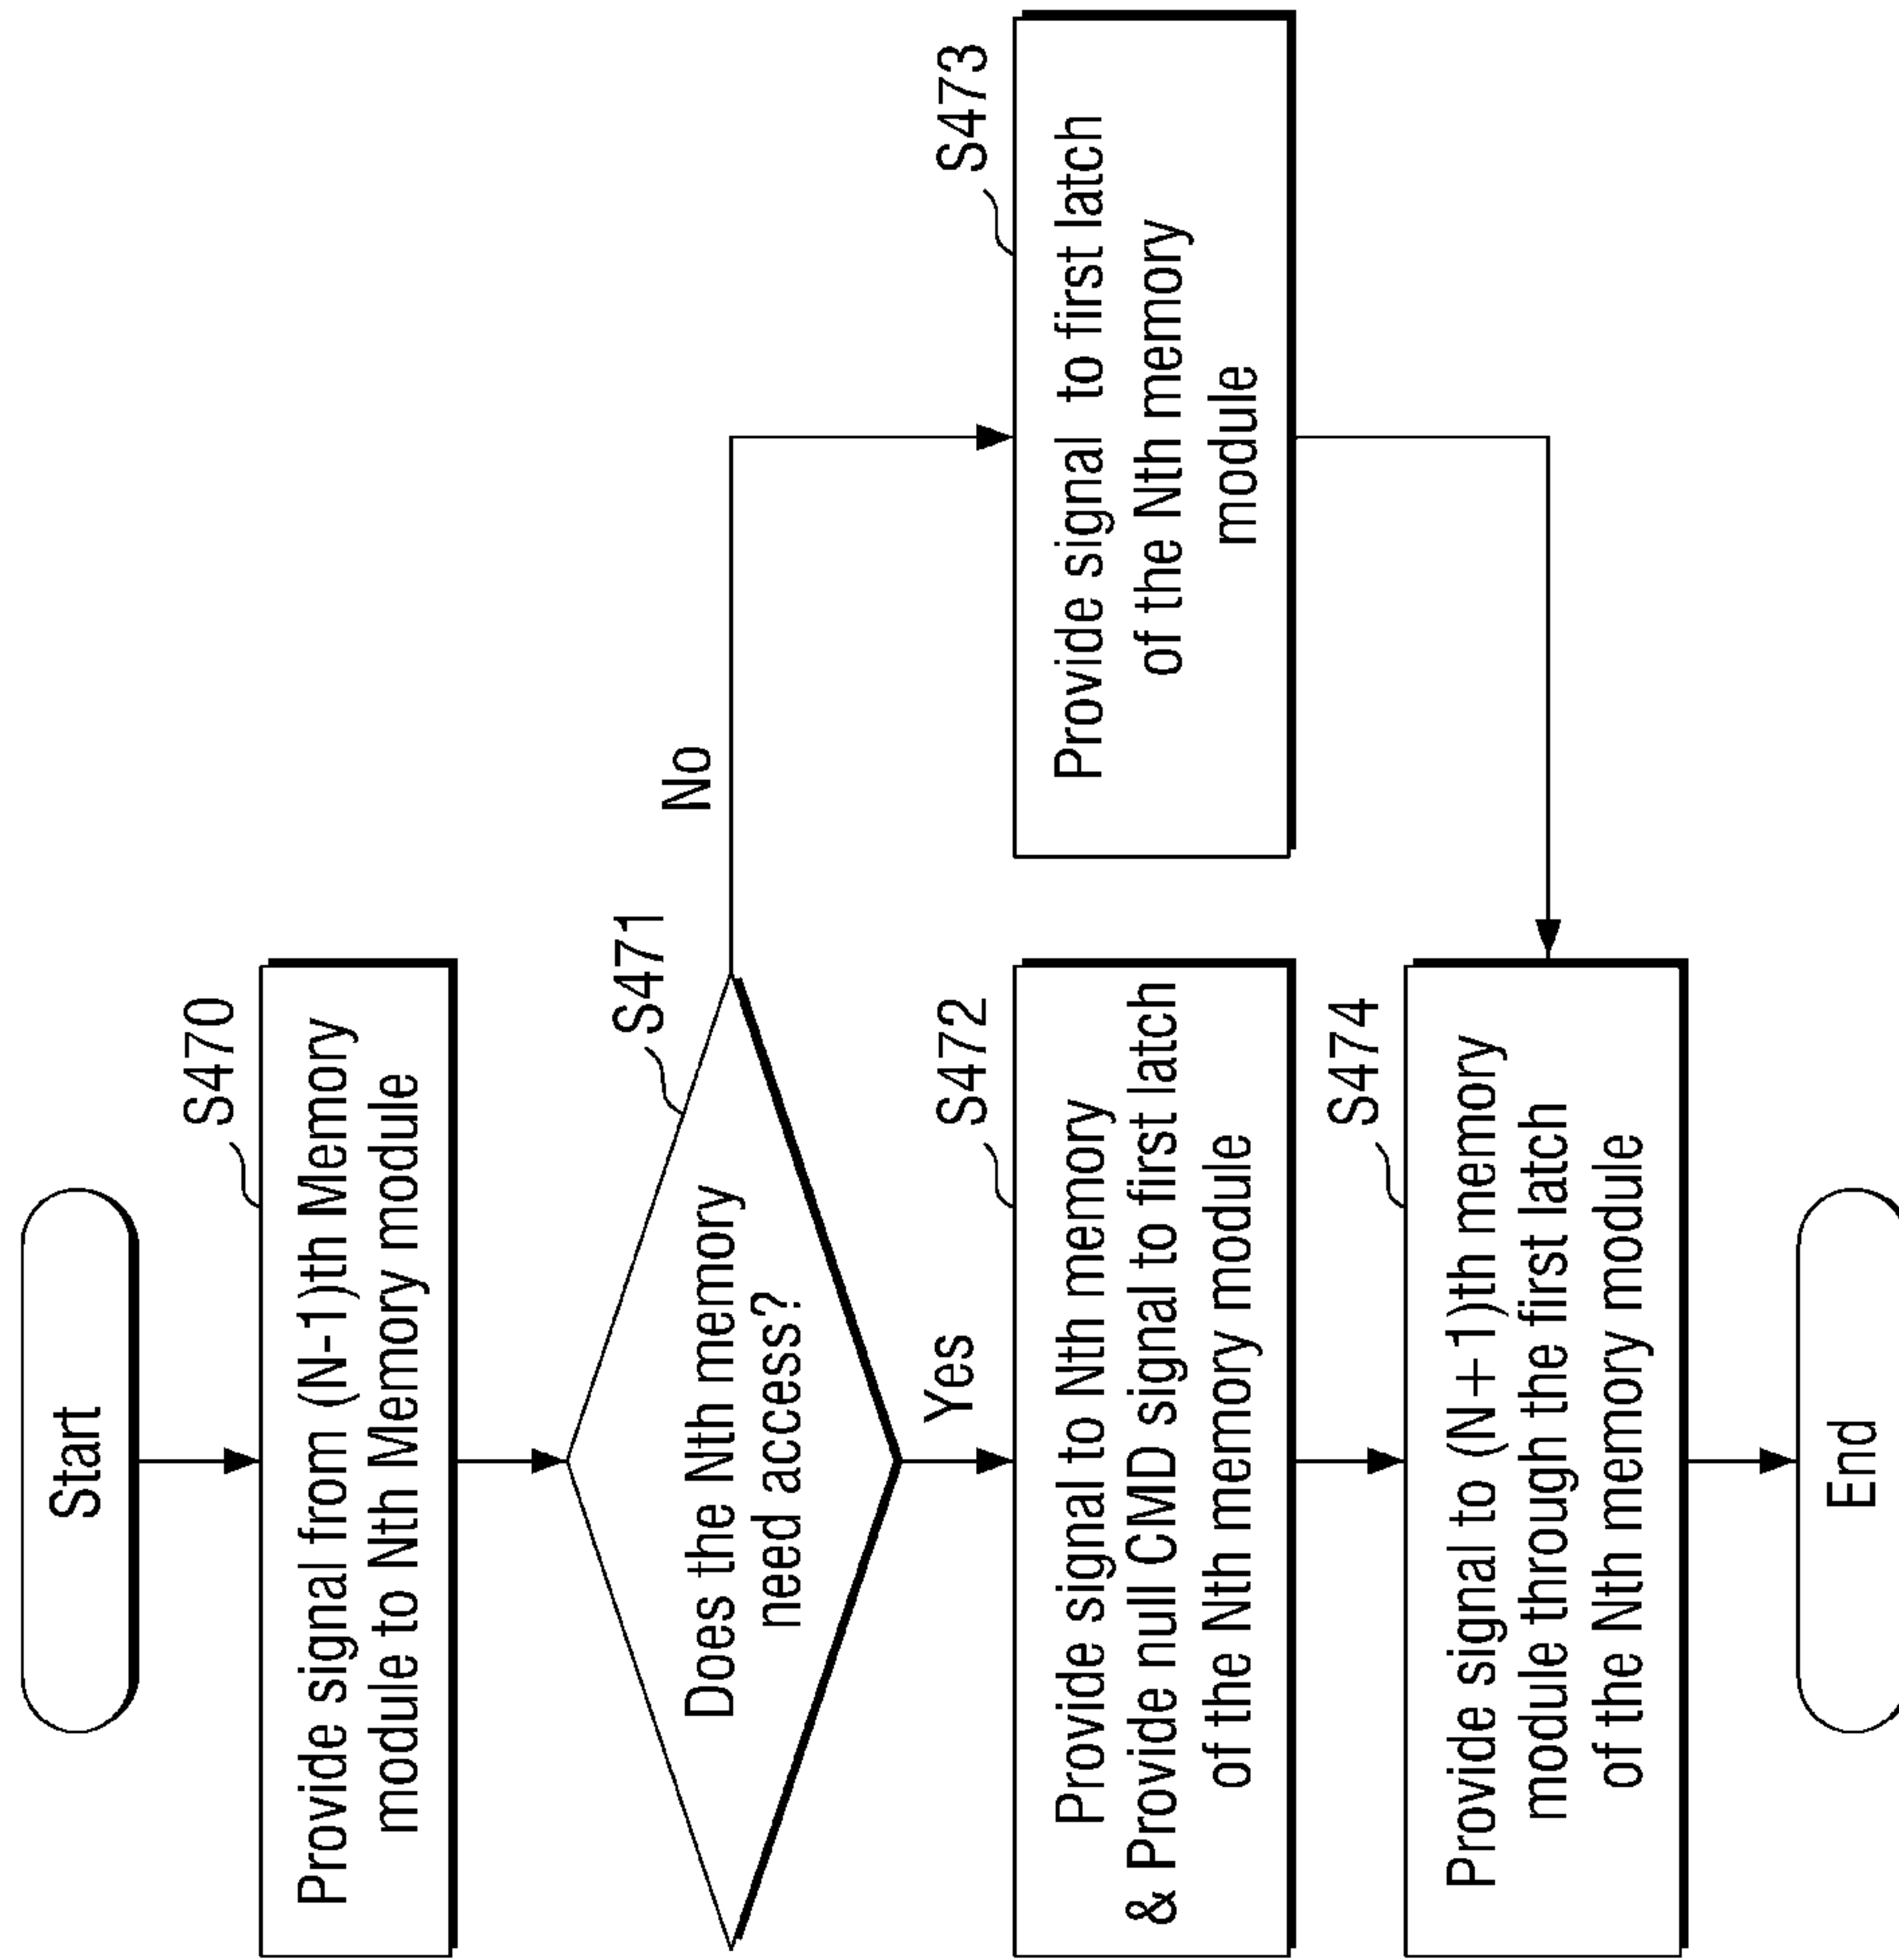 Start
S470
Provide signal from (N-1)th Memory
module to Nth Memory module
S471
Does the Nth memory
need access?
No
Yes
S472
Provide signal to Nth memory
& Provide null CMD signal to first latch
of the Nth memory module
S473
Provide signal to first latch
of the Nth memory
module
S474
Provide signal to (N+1)th memory
module through the first latch
of the Nth memory module
End